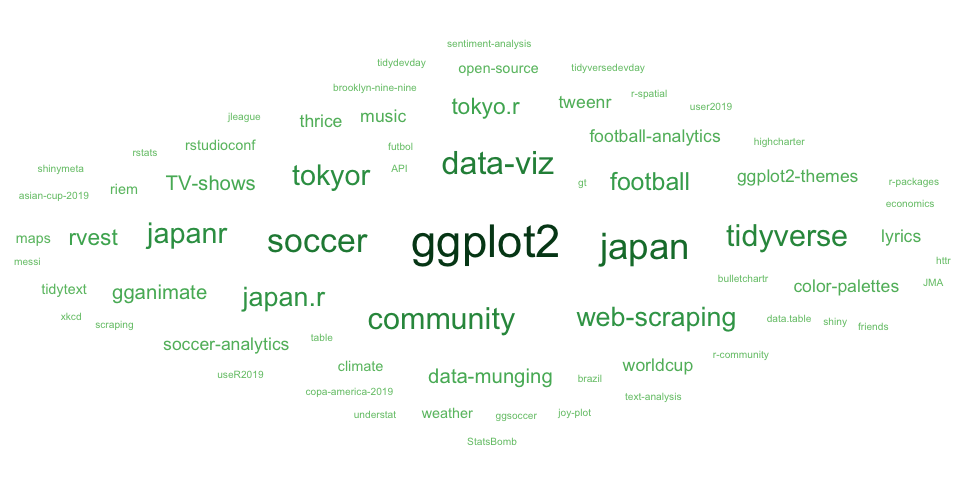 sentiment-analysis
tidydevday
open-source
tidyversedevday
brooklyn-nine-nine
r-spatial
tokyo.r
tweenr
user2019
jleague
thrice
music
football-analytics
highcharter
rstats
rstudioconf
futbol
data-viz
shinymeta
API
tokyor
TV-shows
gt
football
ggplot2-themes
r-packages
asian-cup-2019
riem
economics
maps
rvest
japanr
soccer
ggplot2
japan
tidyverse
lyrics
messi
httr
bulletchartr
JMA
tidytext
gganimate
japan.r
color-palettes
xkcd
scraping
community
web-scraping
data.table
shiny
friends
soccer-analytics
table
r-community
useR2019
climate
worldcup
data-munging
brazil
copa-america-2019
text-analysis
understat
weather
ggsoccer
joy-plot
StatsBomb